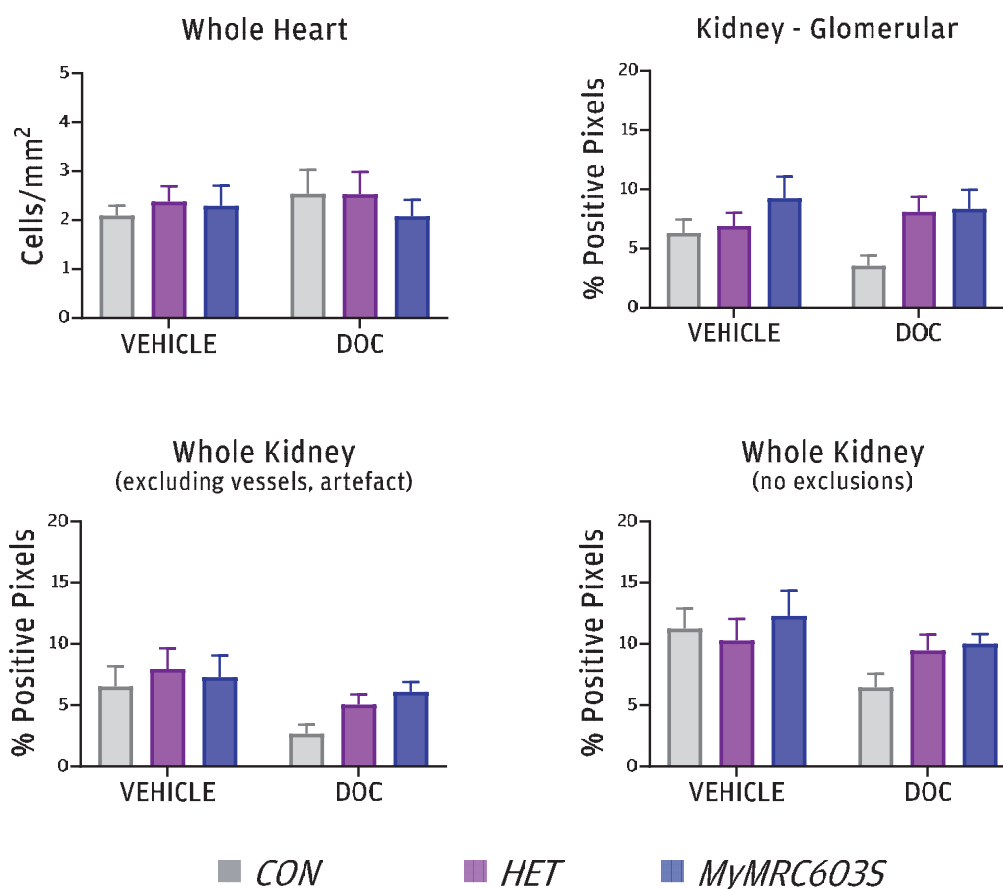 Whole Heart
Cells/mm²
5
4
3
2
1
0
VEHICLE DOC
Kidney - Glomerular
% Positive Pixels
20
15
10
5
0
VEHICLE DOC
Whole Kidney
(excluding vessels, artefact)
% Positive Pixels
20
15
10
5
0
VEHICLE DOC
Whole Kidney
(no exclusions)
% Positive Pixels
20
15
10
5
0
VEHICLE DOC
CON HET MyMRC603S